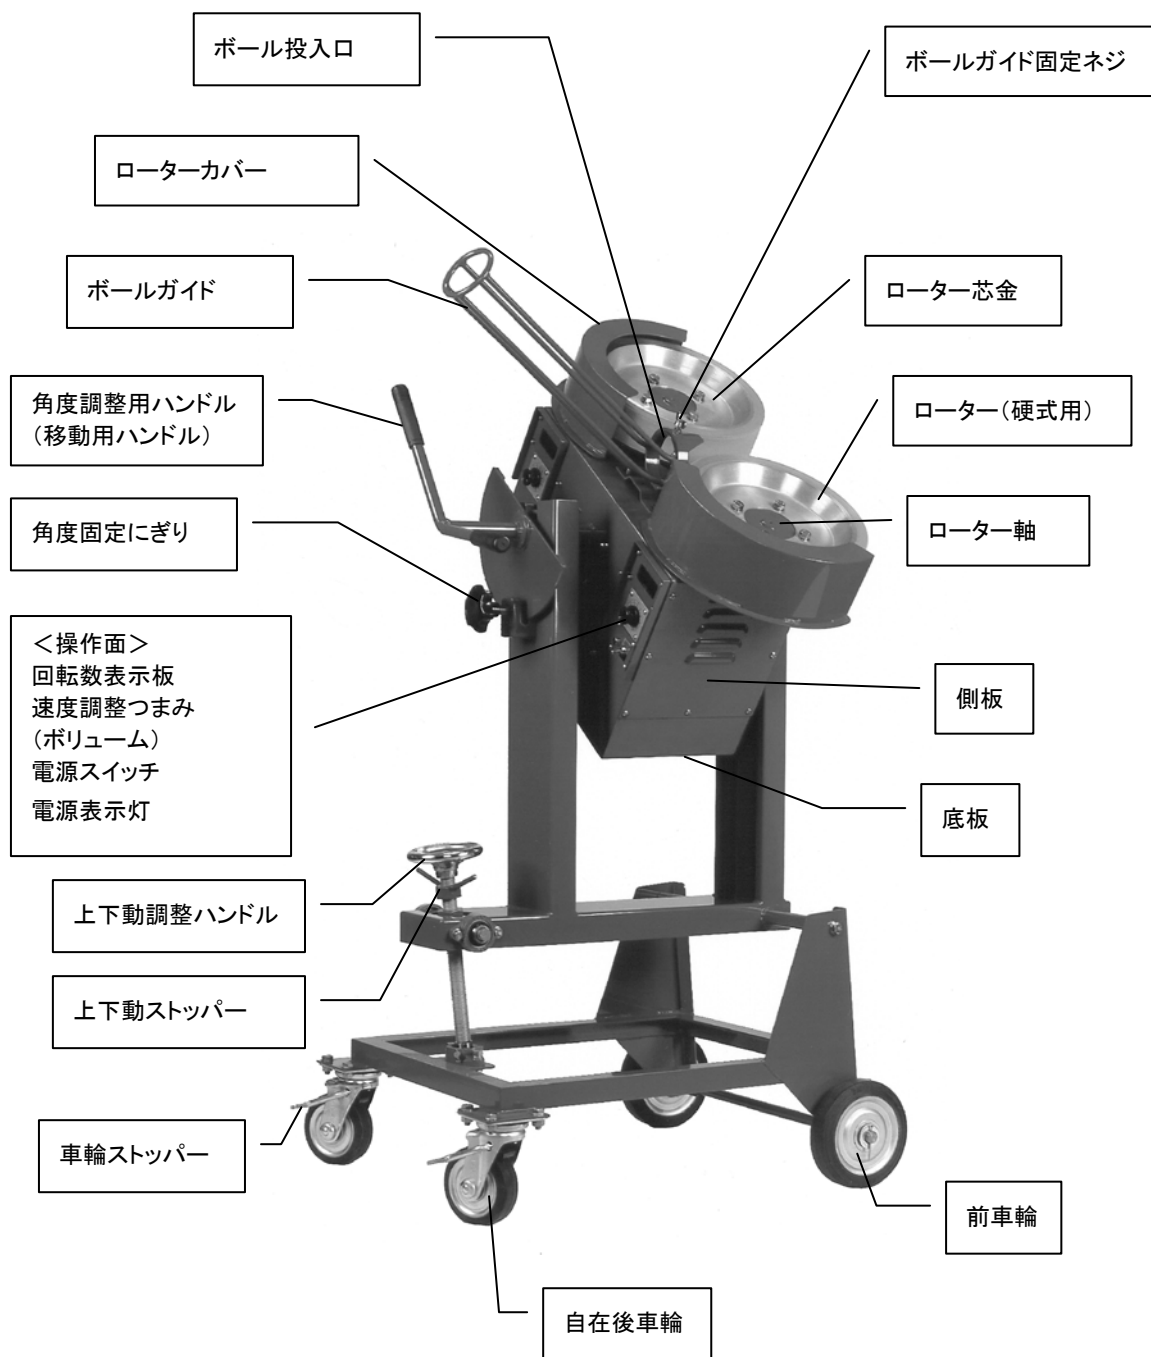 ボール投入口
ボールガイド固定ネジ
ローターカバー
ボールガイド
ローター芯金
角度調整用ハンドル
(移動用ハンドル)
ローター(硬式用)
角度固定にぎり
ローター軸
<操作面>
回転数表示板
速度調整つまみ
(ボリューム)
電源スイッチ
電源表示灯
側板
底板
上下動調整ハンドル
上下動ストッパー
車輪ストッパー
前車輪
自在後車輪